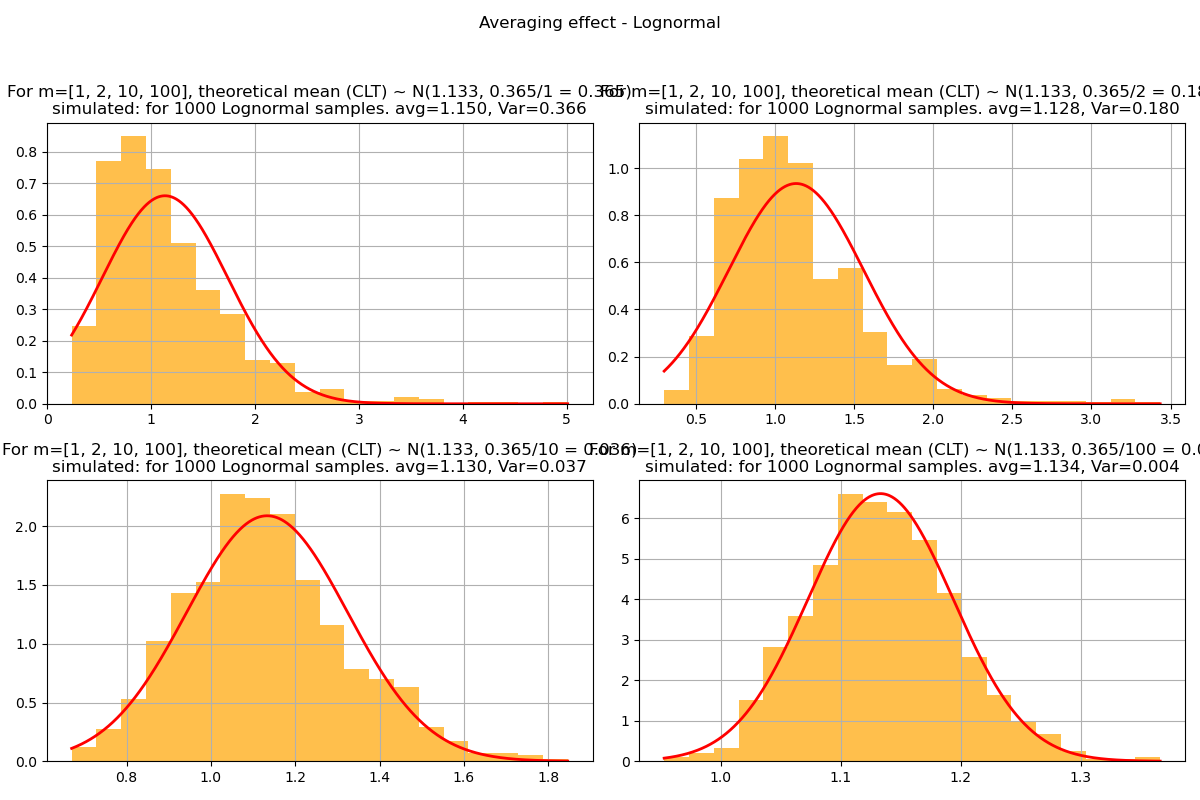 Averaging effect - Lognormal
For m=[1, 2, 10, 100], theoretical mean (CLT) ~ N(1.133, 0.365/1 = 0.365)
simulated: for 1000 Lognormal samples. avg=1.150, Var=0.366
0.8
0.7
0.6
0.5
0.4
0.3
0.2
0.1
0.0
0 1 2 3 4 5
For m=[1, 2, 10, 100], theoretical mean (CLT) ~ N(1.133, 0.365/2 = 0.18
simulated: for 1000 Lognormal samples. avg=1.128, Var=0.180
1.0
0.8
0.6
0.4
0.2
0.0
0.5 1.0 1.5 2.0 2.5 3.0 3.5
For m=[1, 2, 10, 100], theoretical mean (CLT) ~ N(1.133, 0.365/10 = 0.036)
simulated: for 1000 Lognormal samples. avg=1.130, Var=0.037
2.0
1.5
1.0
0.5
0.0
0.8 1.0 1.2 1.4 1.6 1.8
For m=[1, 2, 10, 100], theoretical mean (CLT) ~ N(1.133, 0.365/100 = 0.0
simulated: for 1000 Lognormal samples. avg=1.134, Var=0.004
6
5
4
3
2
1
0
1.0 1.1 1.2 1.3